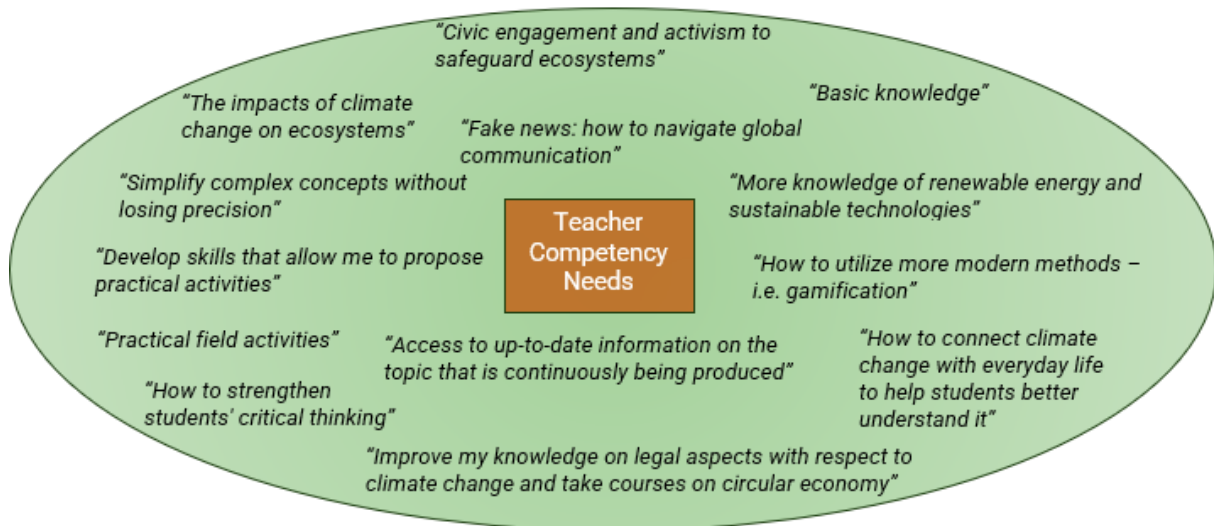 “Civic engagement and activism to
safeguard ecosystems”
“Basic knowledge”
“The impacts of climate
change on ecosystems”
“Fake news: how to navigate global
communication”
“Simplify complex concepts without
losing precision”
“More knowledge of renewable energy and
sustainable technologies”
Teacher
Competency
Needs
“Develop skills that allow me to propose
practical activities”
“How to utilize more modern methods –
i.e. gamification”
“Practical field activities”
“Access to up-to-date information on the
topic that is continuously being produced”
“How to connect climate
change with everyday life
to help students better
understand it”
“How to strengthen
students' critical thinking”
“Improve my knowledge on legal aspects with respect to
climate change and take courses on circular economy”